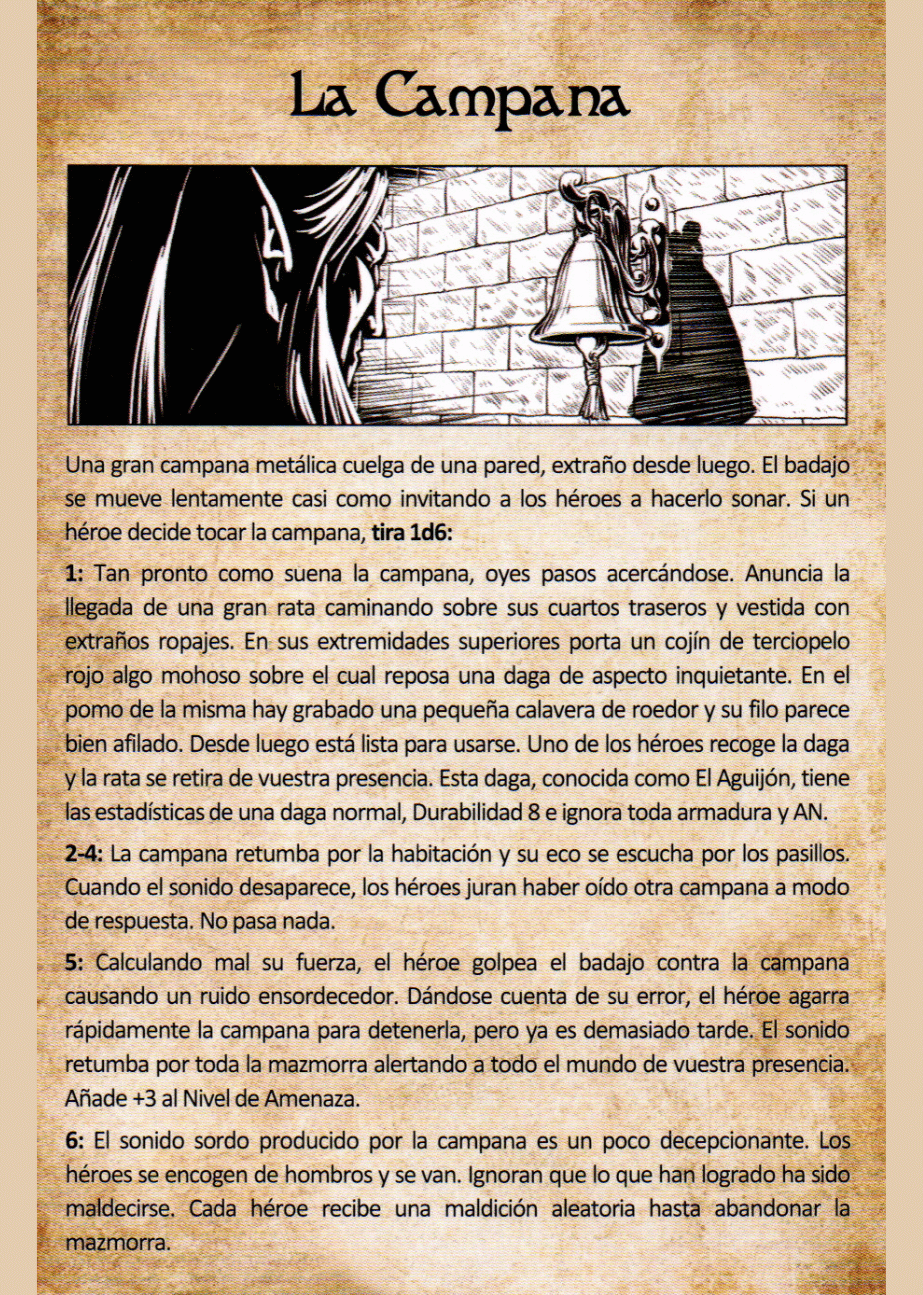 La Campana
Una gran campana metálica cuelga de una pared, extraño desde luego. El badajo
se mueve lentamente casi como invitando a los héroes a hacerlo sonar. Si un
héroe decide tocar la campana, tira 1d6:
1: Tan pronto como suena la campana, oyes pasos acercándose. Anuncia la
llegada de una gran rata caminando sobre sus cuartos traseros y vestida con
extraños ropajes. En sus extremidades superiores porta un cojín de terciopelo
rojo algo mohoso sobre el cual reposa una daga de aspecto inquietante. En el
pomo de la misma hay grabado una pequeña calavera de roedor y su filo parece
bien afilado. Desde luego está lista para usarse. Uno de los héroes recoge la daga
y la rata se retira de vuestra presencia. Esta daga, conocida como El Aguijón, tiene
las estadísticas de una daga normal, Durabilidad 8 e ignora toda armadura y AN.
2-4: La campana retumba por la habitación y su eco se escucha por los pasillos.
Cuando el sonido desaparece, los héroes juran haber oído otra campana a modo
de respuesta. No pasa nada.
5: Calculando mal su fuerza, el héroe golpea el badajo contra la campana
causando un ruido ensordecedor. Dándose cuenta de su error, el héroe agarra
rápidamente la campana para detenerla, pero ya es demasiado tarde. El sonido
retumba por toda la mazmorra alertando a todo el mundo de vuestra presencia.
Añade +3 al Nivel de Amenaza.
6: El sonido sordo producido por la campana es un poco decepcionante. Los
héroes se encogen de hombros y se van. Ignoran que lo que han logrado ha sido
maldecirse. Cada héroe recibe una maldición aleatoria hasta abandonar la
mazmorra.